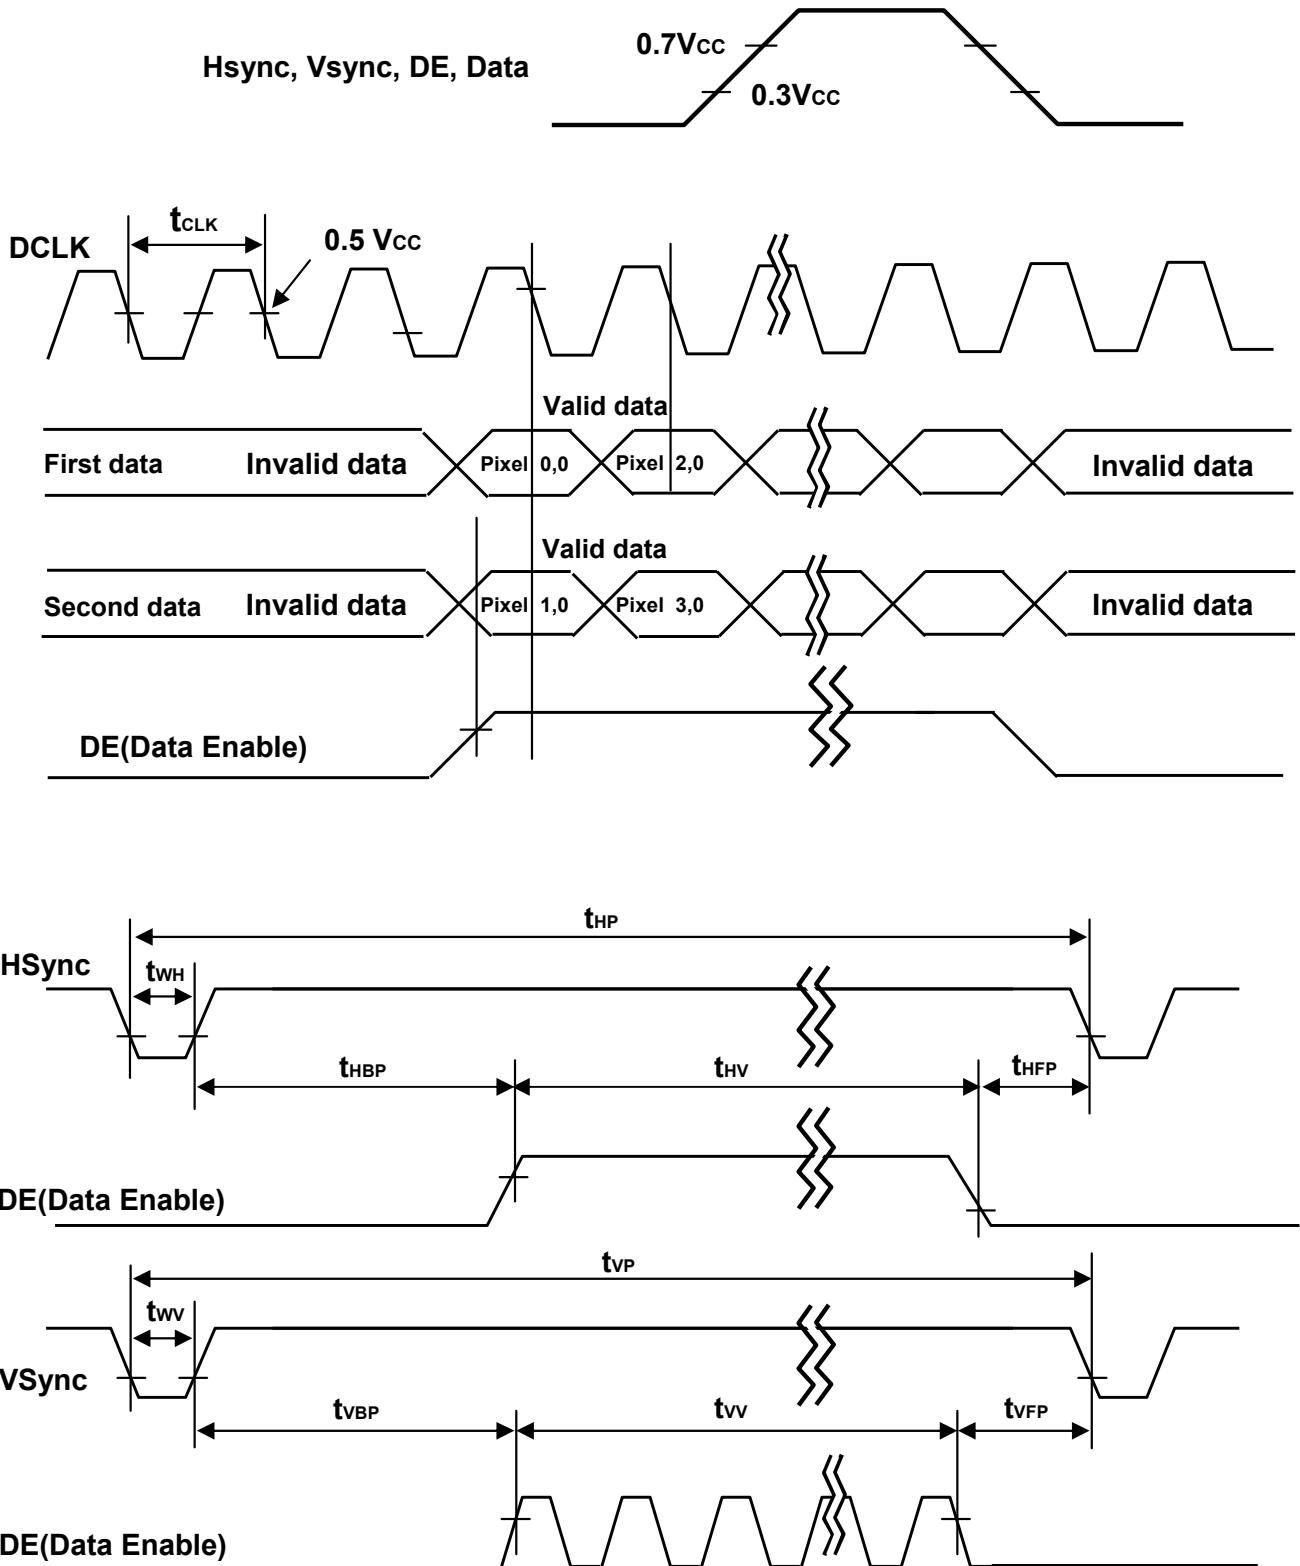 0.7Vcc
Hsync, Vsync, DE, Data
0.3Vcc
tCLK
DCLK
0.5 Vcc
Valid data
First data Invalid data Pixel 0,0 Pixel 2,0 Invalid data
Valid data
Second data Invalid data Pixel 1,0 Pixel 3,0 Invalid data
DE(Data Enable)
tHP
HSync
tWH
tHBP tHV tHFP
DE(Data Enable)
tVP
tWV
VSync
tVBP tVV tVFP
DE(Data Enable)